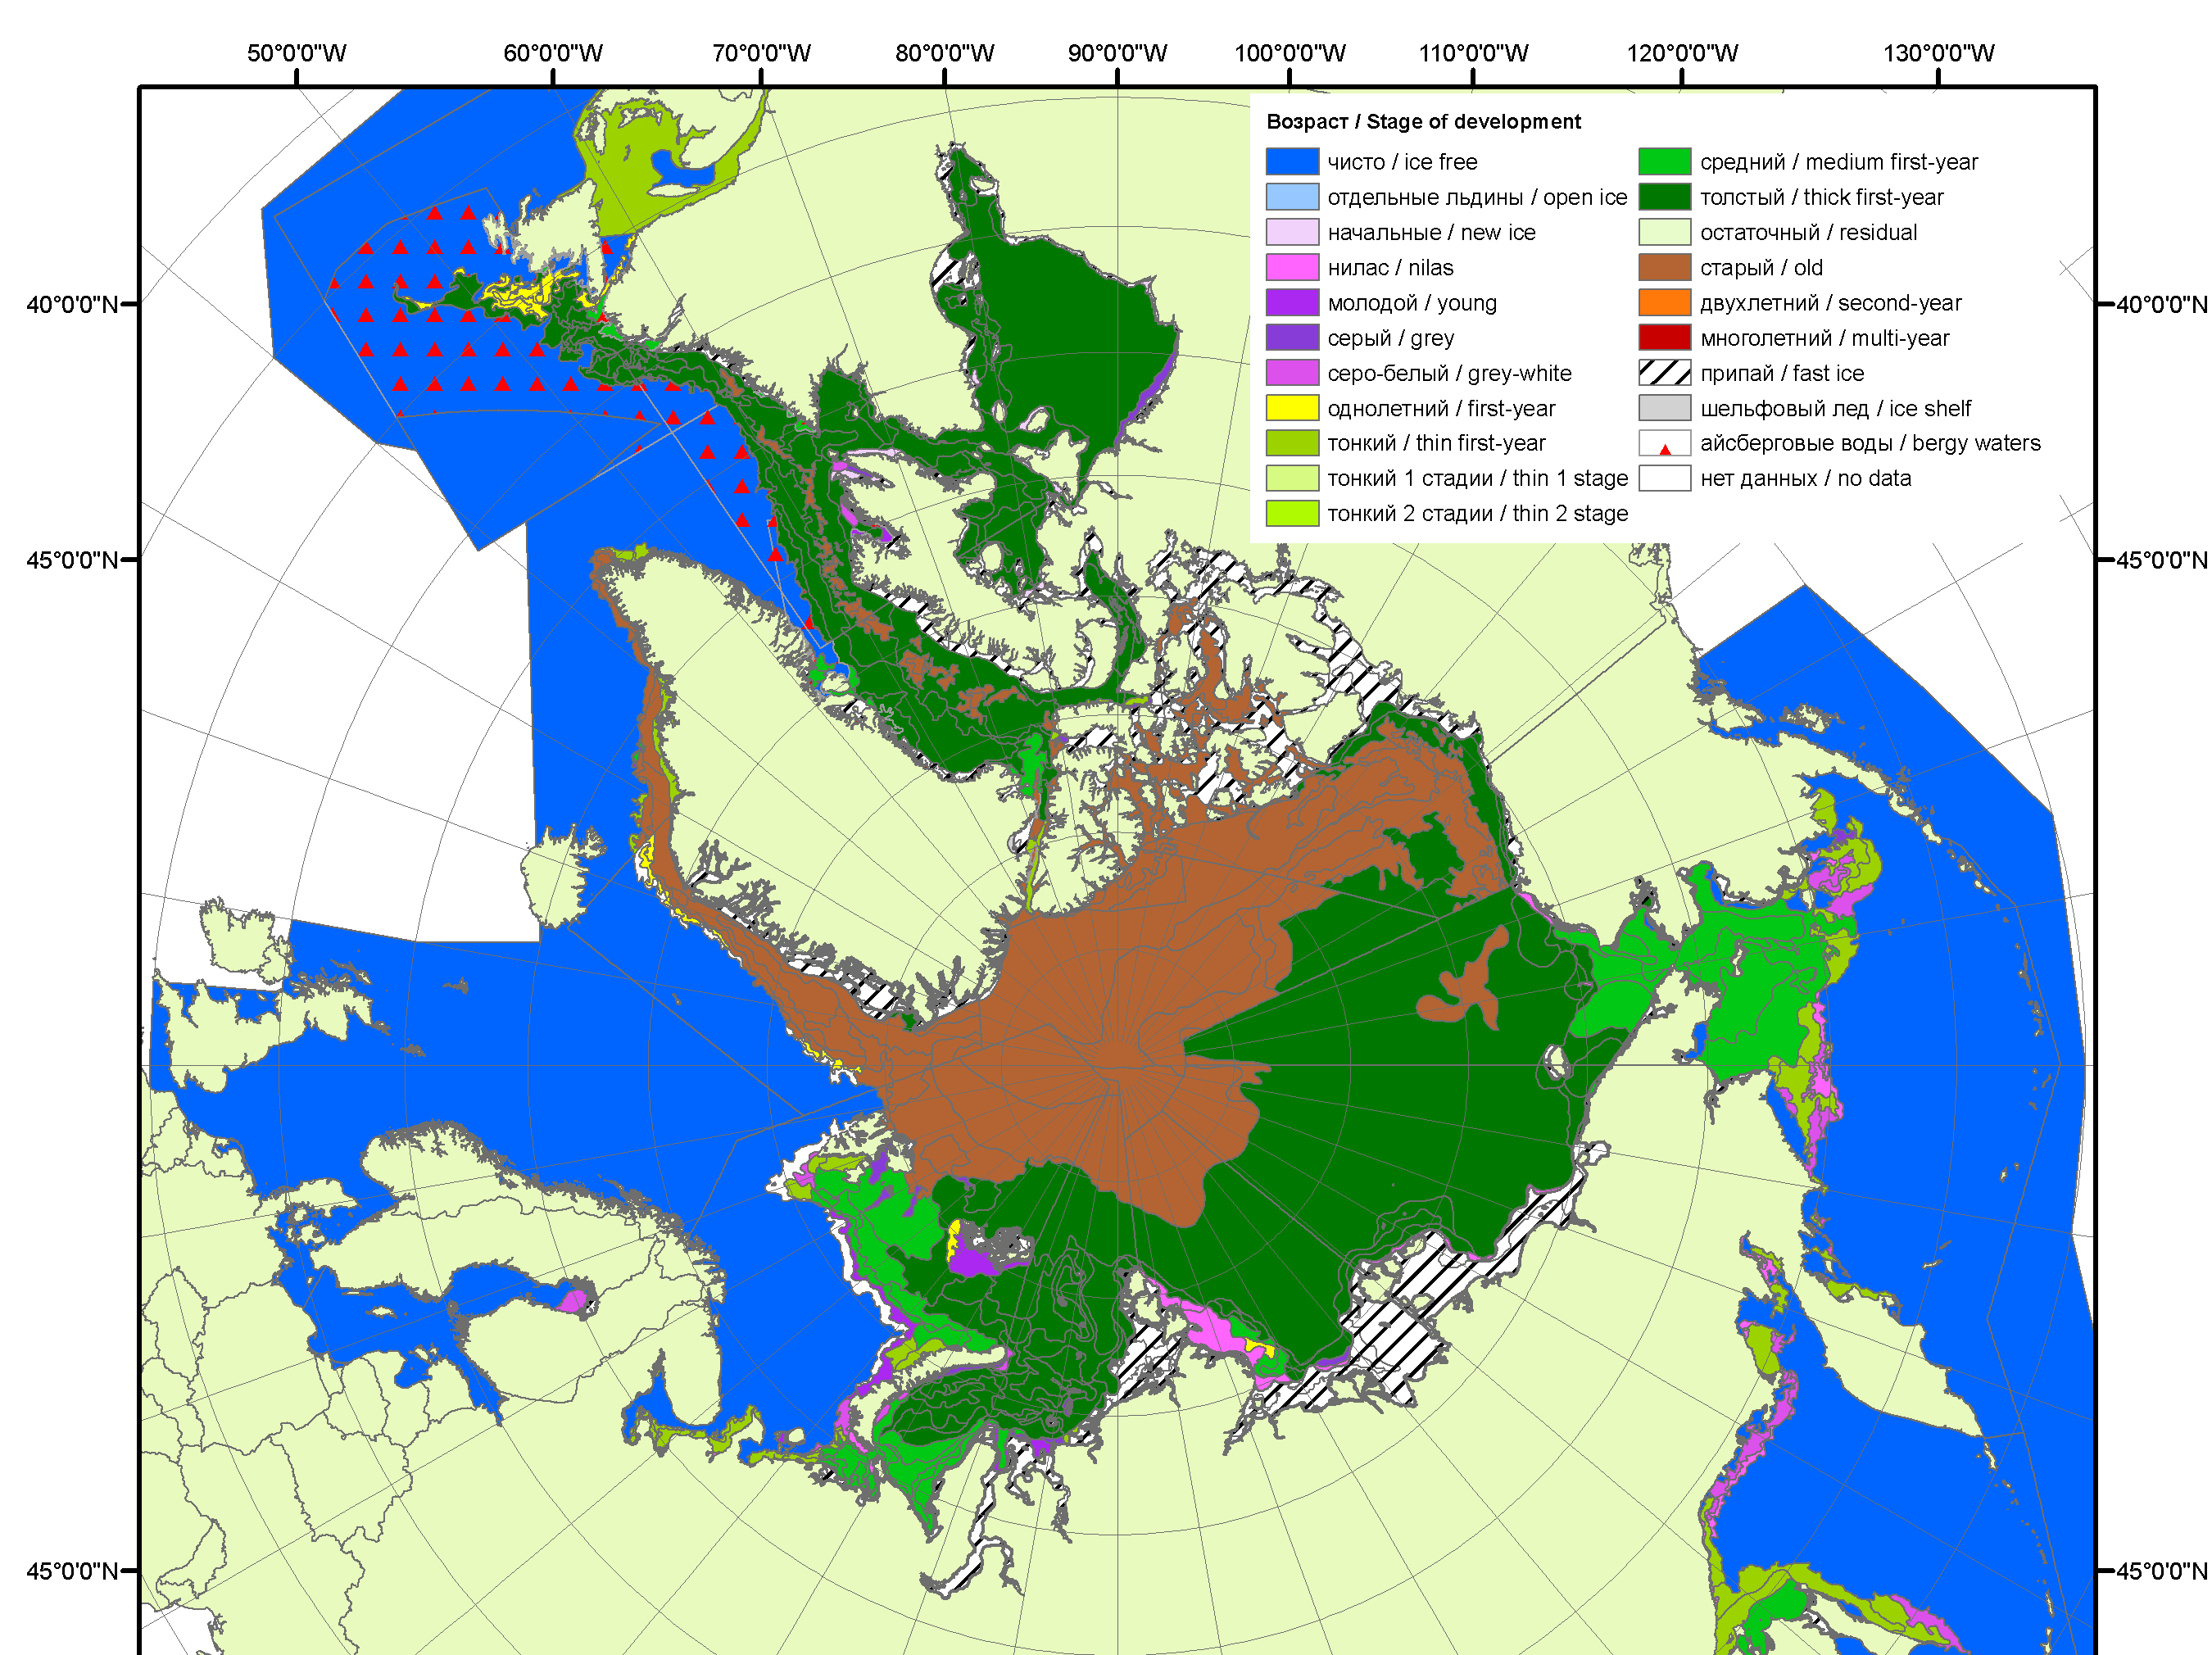 50°0'0"W 60°0'0"W 70°0'0"W 80°0'0"W 90°0'0"W 100°0'0"W 110°0'0"W 120°0'0"W 130°0'0"W
Возраст / Stage of development
чисто / ice free
отдельные льдины / open ice
начальные / new ice
нилас / nilas
молодой / young
серый / grey
серо-белый / grey-white
однолетний / first-year
тонкий / thin first-year
тонкий 1 стадии / thin 1 stage
тонкий 2 стадии / thin 2 stage
средний / medium first-year
толстый / thick first-year
остаточный / residual
старый / old
двухлетний / second-year
многолетний / multi-year
припай / fast ice
шельфовый лед / ice shelf
айсберговые воды / bergy waters
нет данных / no data
40°0'0"N
40°0'0"N
45°0'0"N
45°0'0"N
45°0'0"N
45°0'0"N